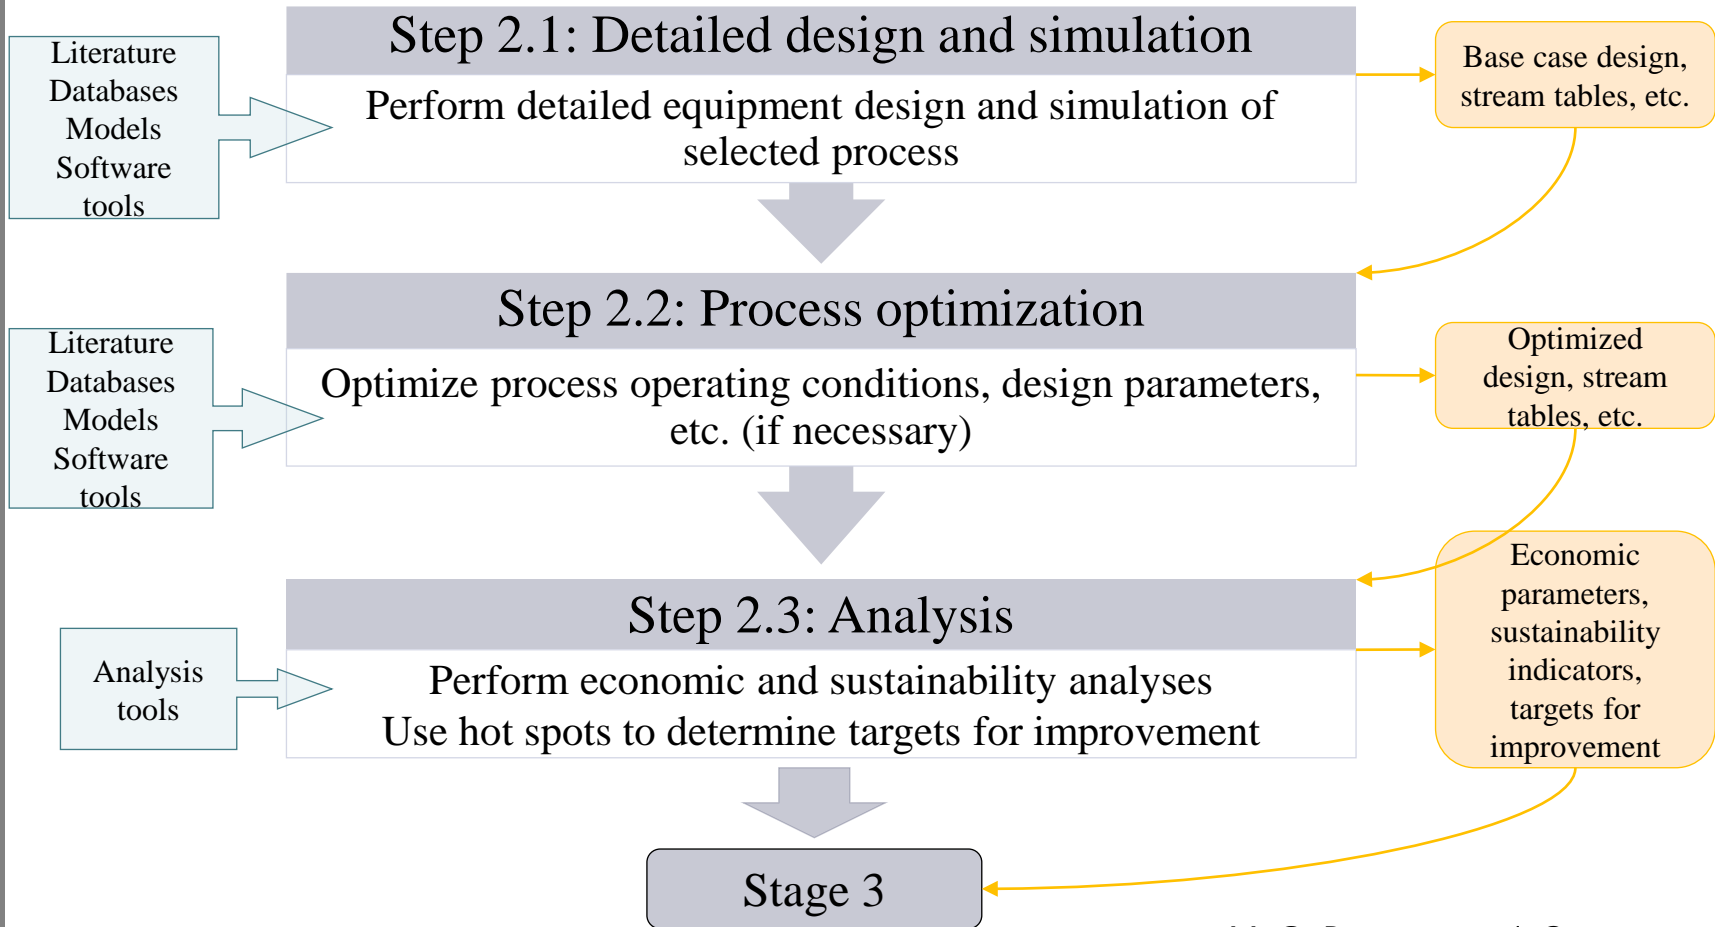 Step 2.1: Detailed design and simulation
Literature
Databases
Models
Software
tools
Perform detailed equipment design and simulation of
selected process
Base case design,
stream tables, etc.
Step 2.2: Process optimization
Literature
Databases
Models
Software
tools
Optimize process operating conditions, design parameters,
etc. (if necessary)
Optimized
design, stream
tables, etc.
Step 2.3: Analysis
Analysis
tools
Perform economic and sustainability analyses
Use hot spots to determine targets for improvement
Economic
parameters,
sustainability
indicators,
targets for
improvement
Stage 3